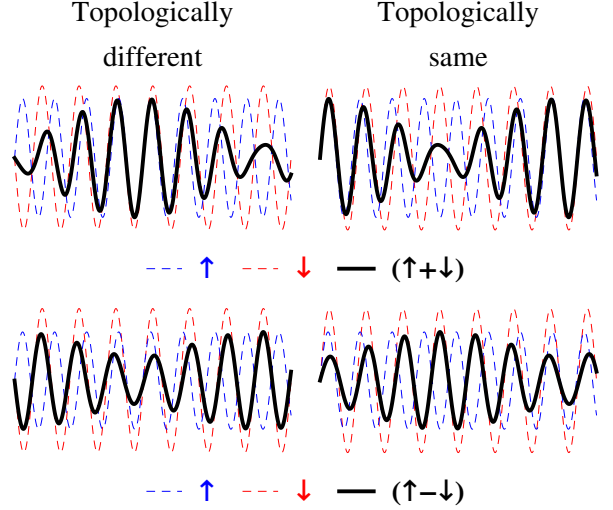 Topologically different
Topologically same
↑ ↓ (↑+↓)
↑ ↓ (↑−↓)